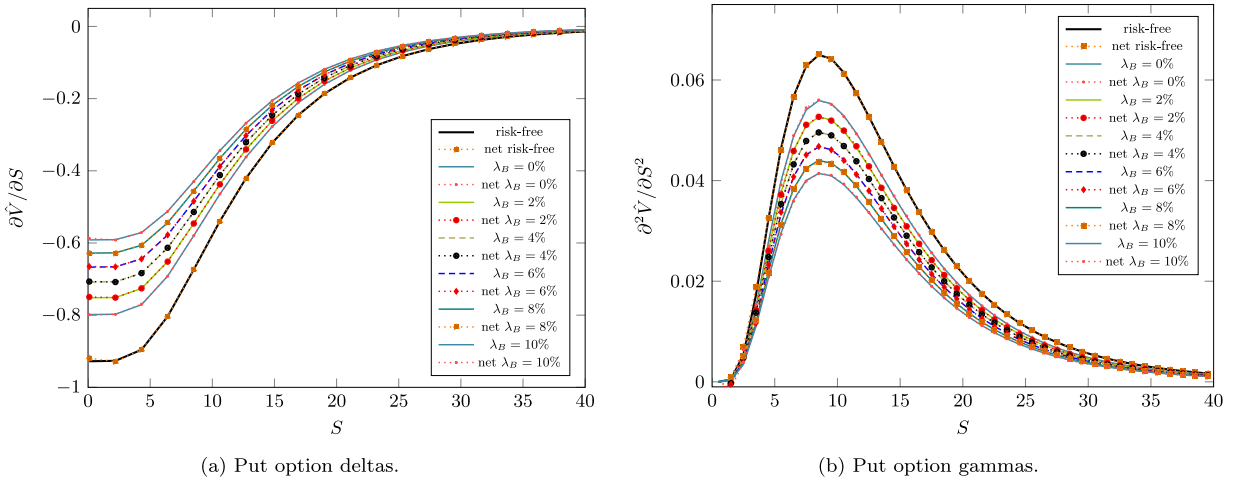 0
−0.2
−0.4
−0.6
−0.8
−1
∂V̂/∂S
0
5
10
15
20
25
30
35
40
S
risk-free
net risk-free
λ_B = 0%
net λ_B = 0%
λ_B = 2%
net λ_B = 2%
λ_B = 4%
net λ_B = 4%
λ_B = 6%
net λ_B = 6%
λ_B = 8%
net λ_B = 8%
λ_B = 10%
net λ_B = 10%
(a) Put option deltas.
0.06
0.04
0.02
0
∂²V̂/∂S²
0
5
10
15
20
25
30
35
40
S
risk-free
net risk-free
λ_B = 0%
net λ_B = 0%
λ_B = 2%
net λ_B = 2%
λ_B = 4%
net λ_B = 4%
λ_B = 6%
net λ_B = 6%
λ_B = 8%
net λ_B = 8%
λ_B = 10%
net λ_B = 10%
(b) Put option gammas.